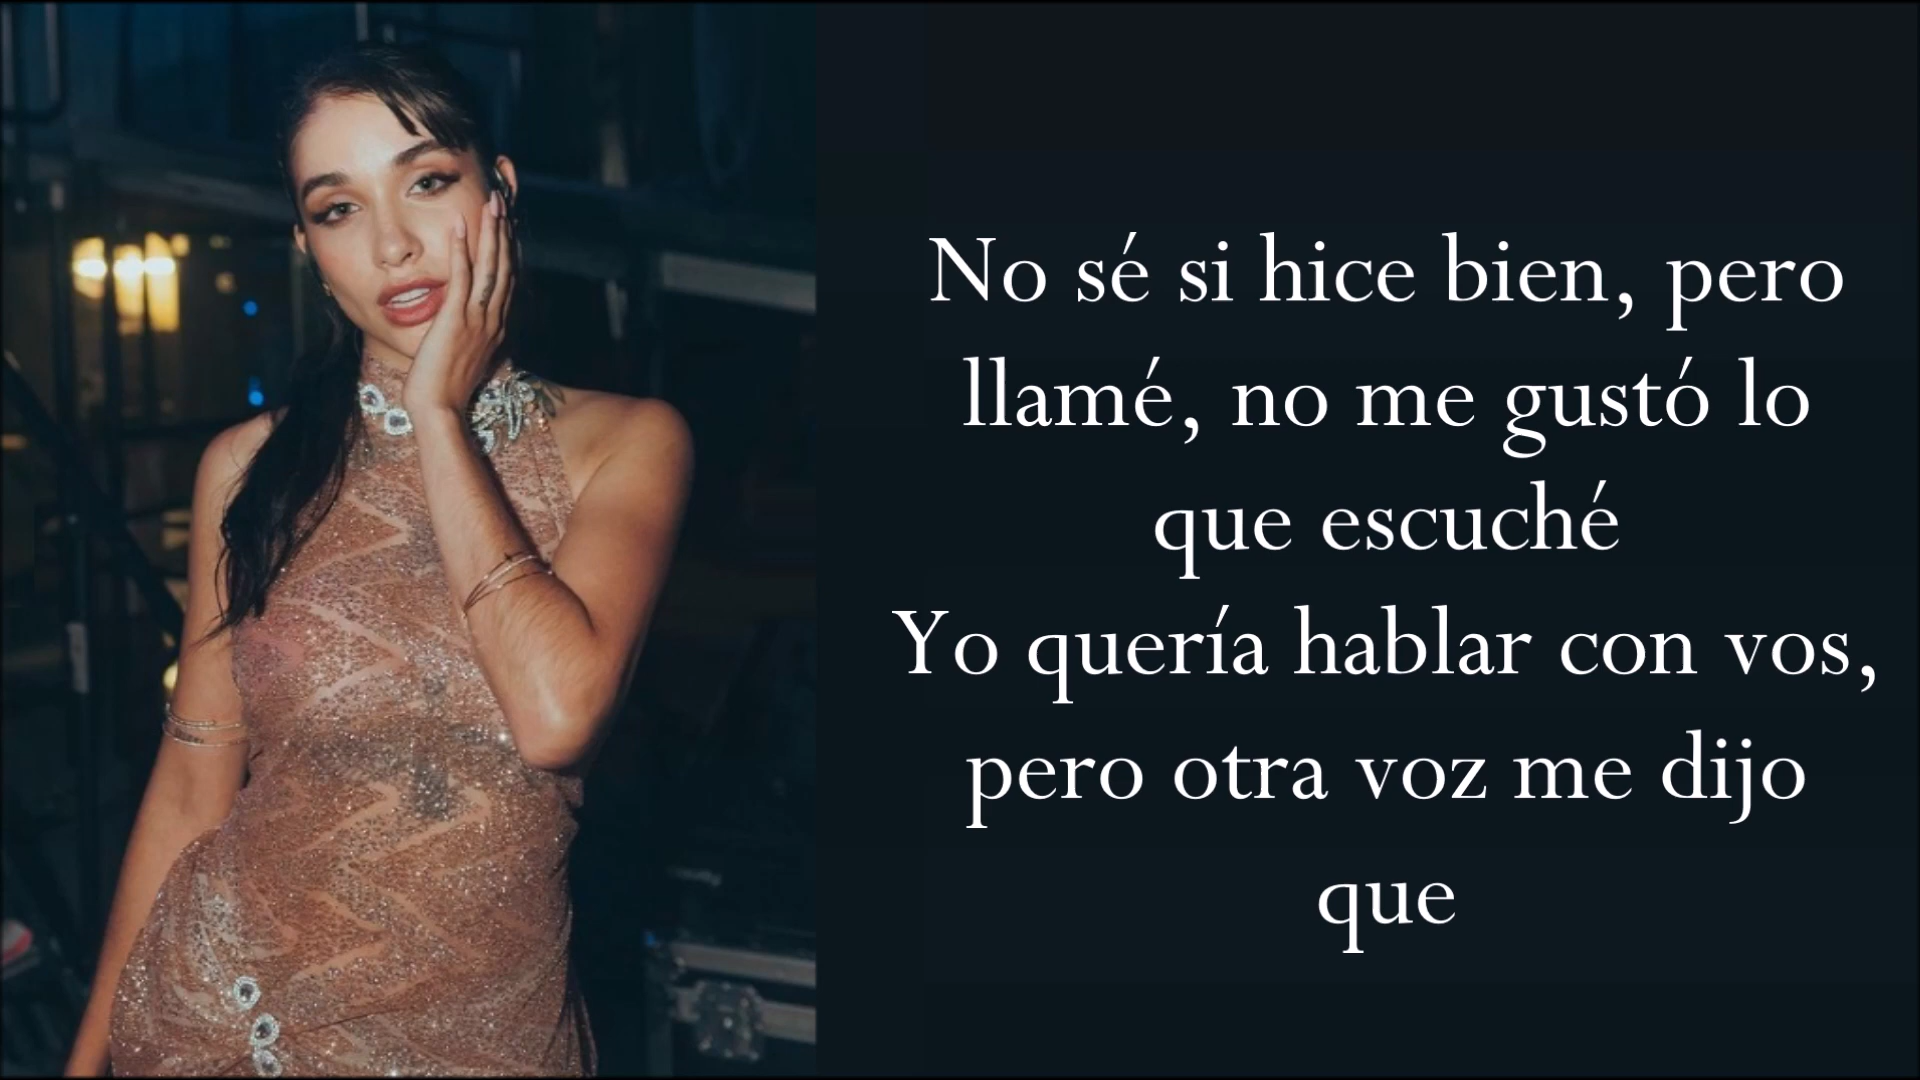 No sé si hice bien, pero
llamé, no me gustó lo
que escuché
Yo quería hablar con vos,
pero otra voz me dijo
que